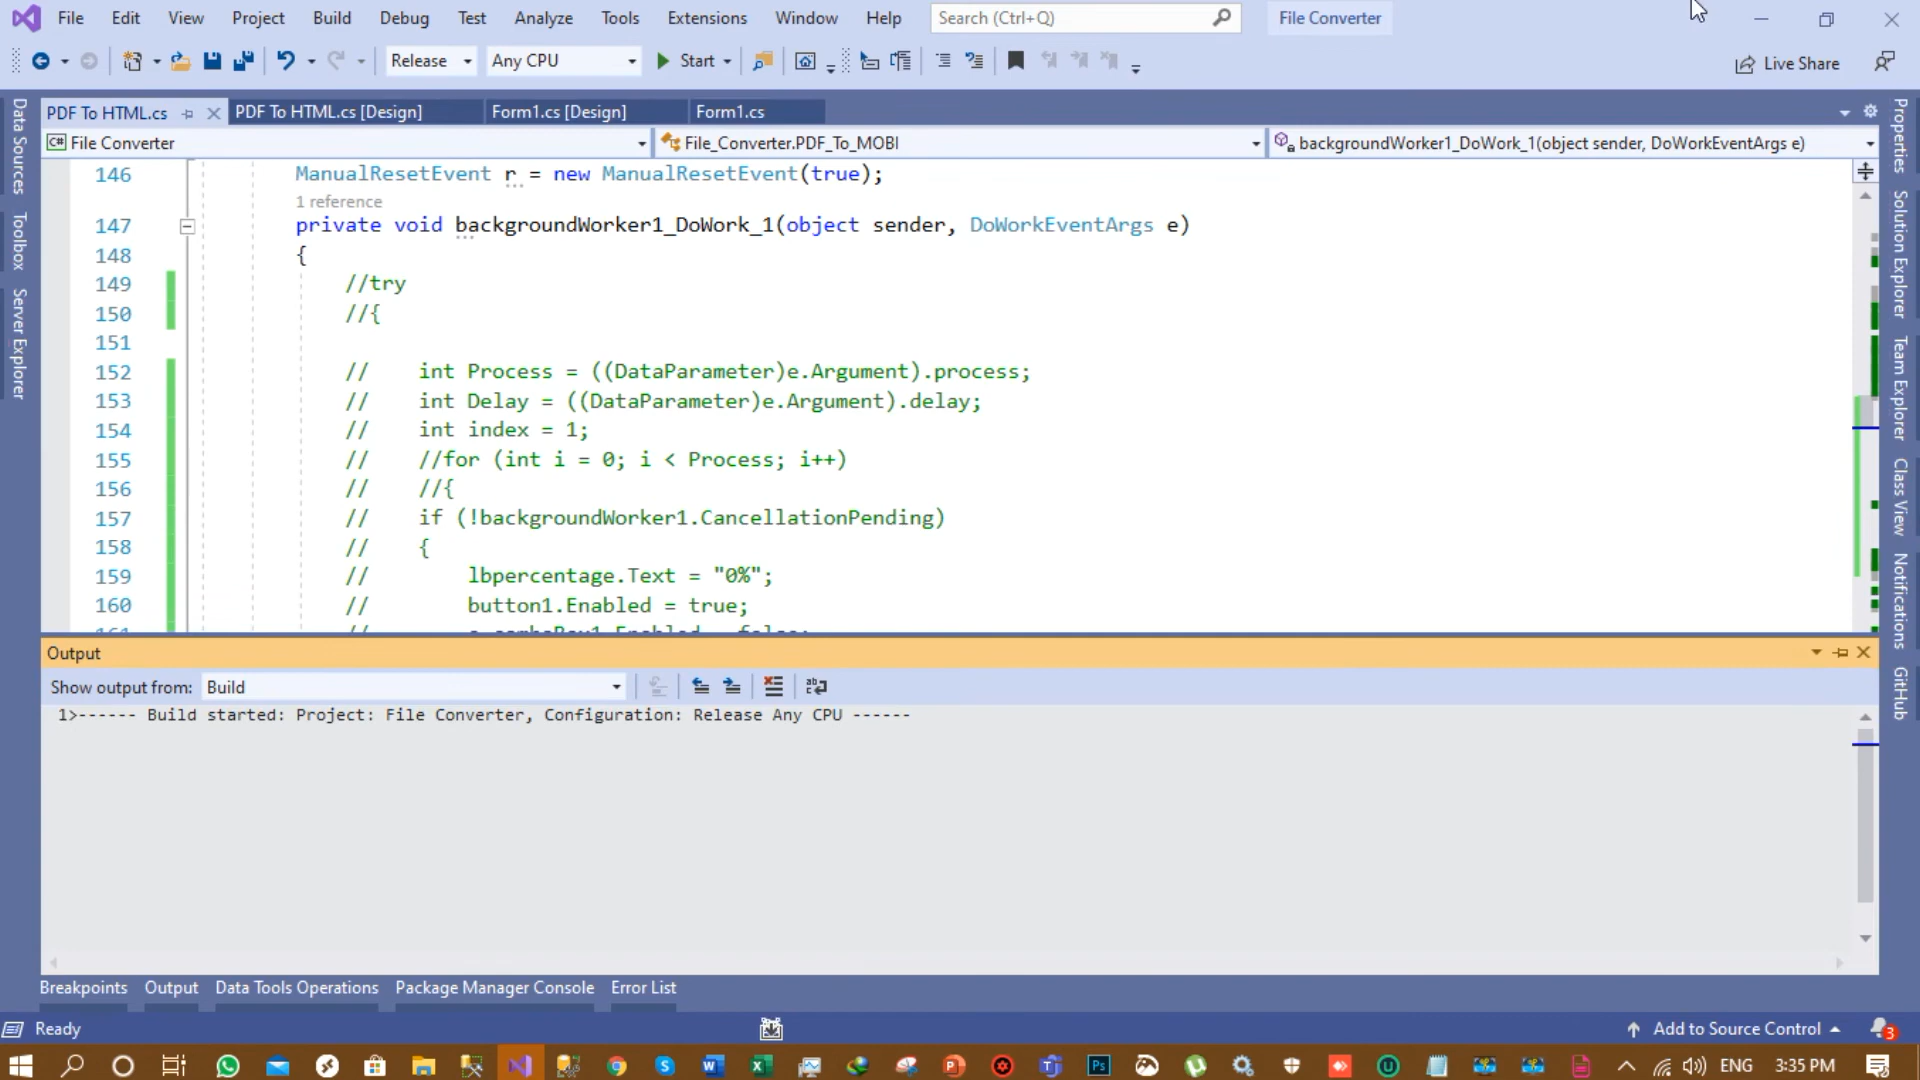 File Edit View Project Build Debug Test Analyze Tools Extensions Window Help Search (Ctrl+Q) File Converter
Release Any CPU Start Live Share
PDF To HTML.cs PDF To HTML.cs [Design] Form1.cs [Design] Form1.cs
C# File Converter File_Converter.PDF_To_MOBI backgroundWorker1_DoWork_1(object sender, DoWorkEventArgs e)
146 ManualResetEvent r = new ManualResetEvent(true);
1 reference
147 private void backgroundWorker1_DoWork_1(object sender, DoWorkEventArgs e)
148 {
149 //try
150 //{
151
152 // int Process = ((DataParameter)e.Argument).process;
153 // int Delay = ((DataParameter)e.Argument).delay;
154 // int index = 1;
155 // //for (int i = 0; i < Process; i++)
156 // //{
157 // if (!backgroundWorker1.CancellationPending)
158 // {
159 // lbpercentage.Text = "0%";
160 // button1.Enabled = true;
Data Sources
Toolbox
Server Explorer
Properties
Solution Explorer
Team Explorer
Class View
Notifications
GitHub
Output
Show output from: Build
1>------ Build started: Project: File Converter, Configuration: Release Any CPU ------
Breakpoints Output Data Tools Operations Package Manager Console Error List
Ready Add to Source Control 3
ENG 3:35 PM